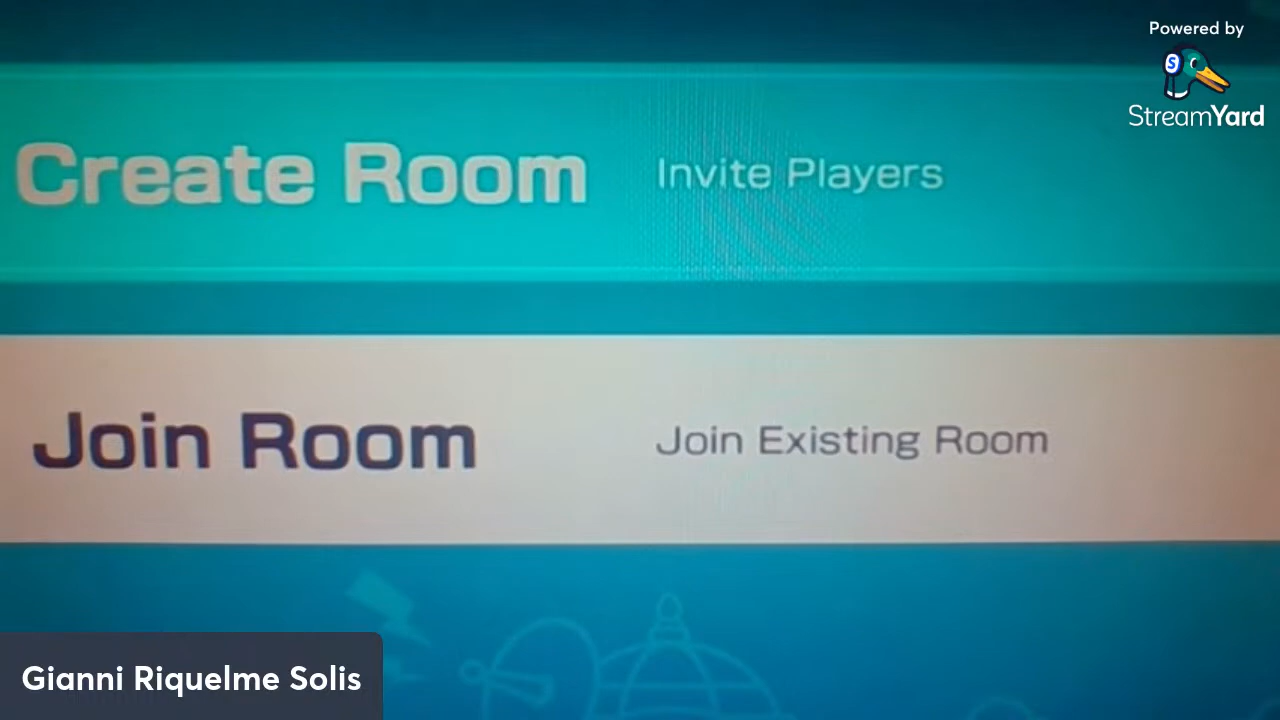 Powered by
StreamYard
Create Room
Invite Players
Join Room
Join Existing Room
Gianni Riquelme Solis